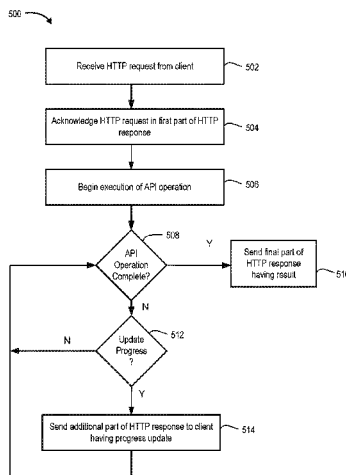 500
Receive HTTP request from client
502
Acknowledge HTTP request in first part of HTTP
response
504
Begin execution of API operation
506
508
API
Operation
Complete?
Y
Send final part of
HTTP response
having result
510
N
512
Update
Progress
?
N
Y
Send additional part of HTTP response to client
having progress update
514